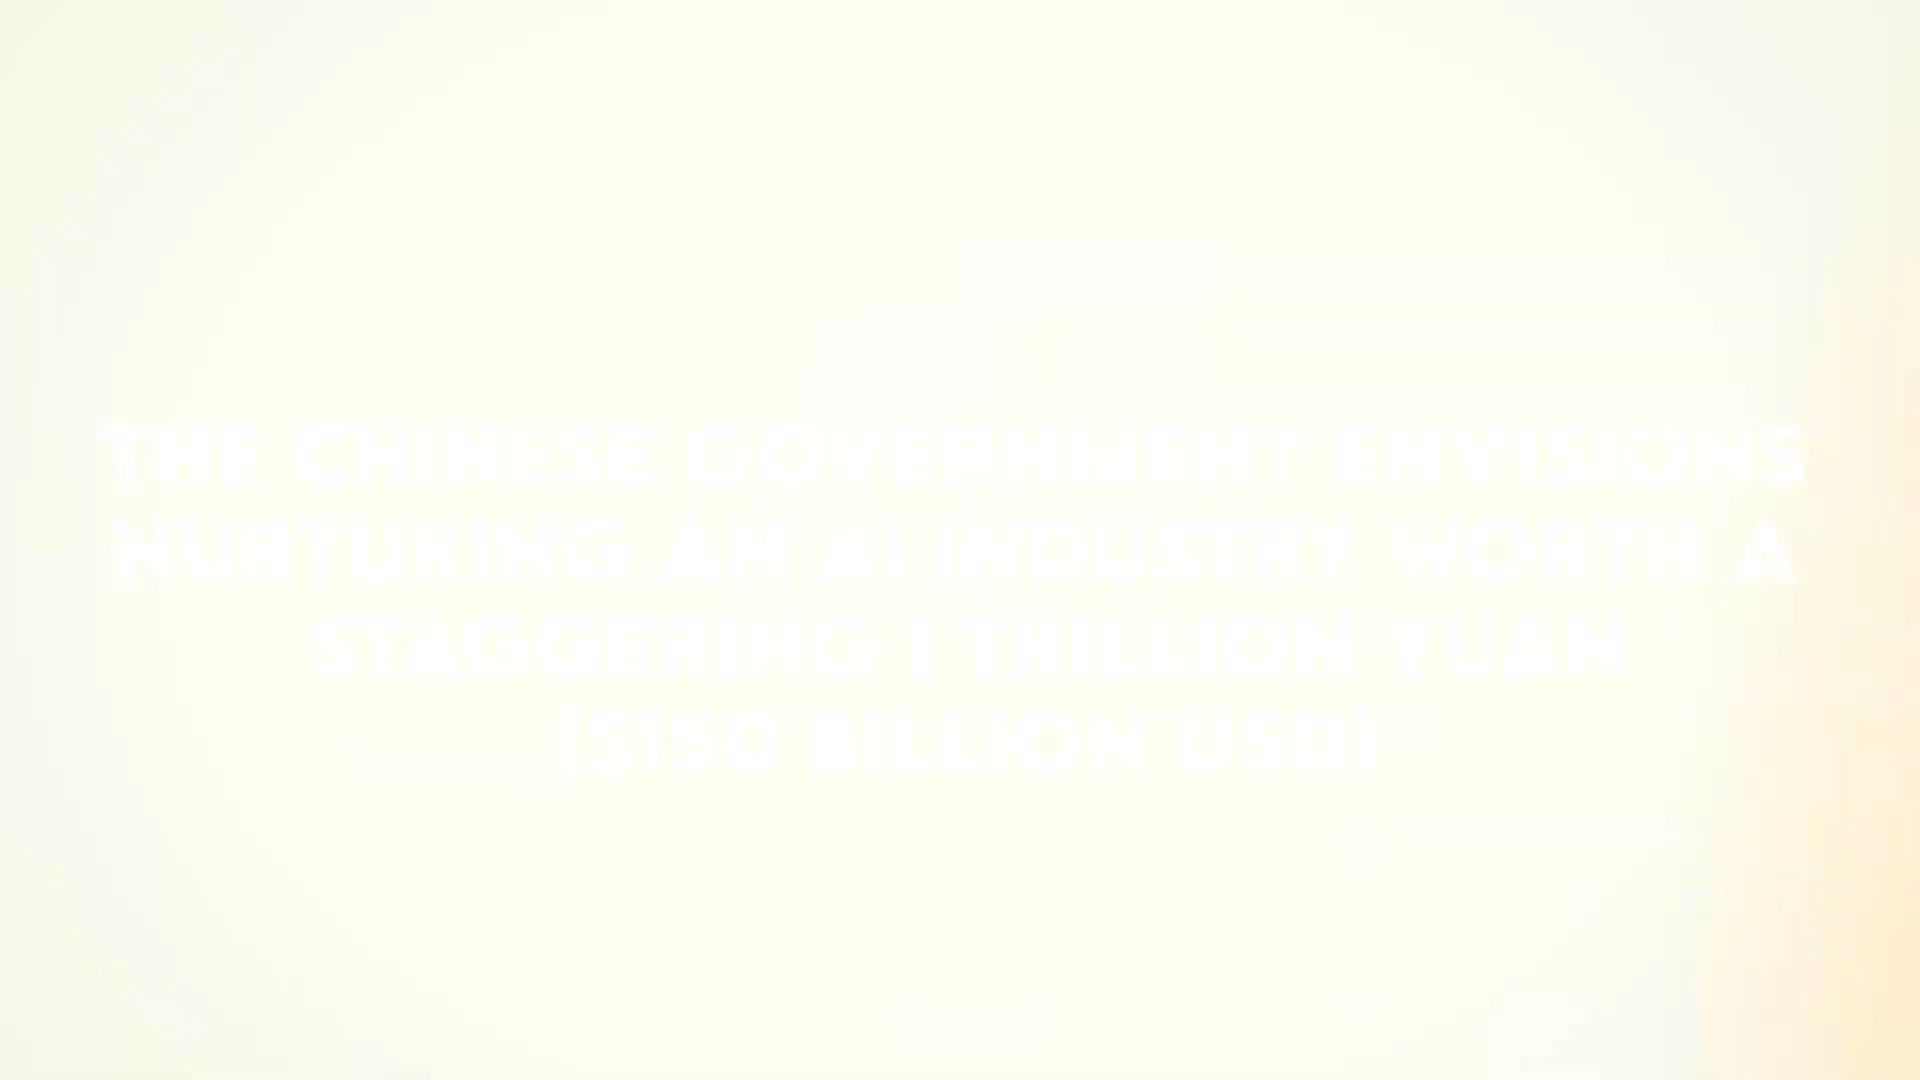 THE CHINESE GOVERNMENT ENVISIONS
NURTURING AN AI INDUSTRY WORTH A
STAGGERING 1 TRILLION YUAN
($150 BILLION USD)